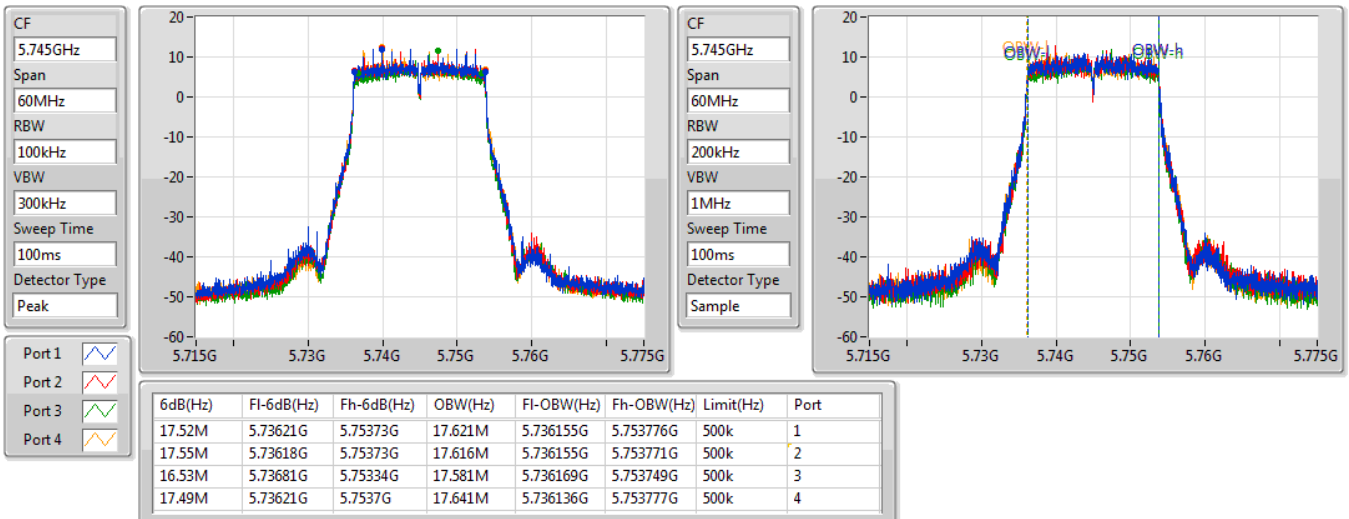 CF
5.745GHz
Span
60MHz
RBW
100kHz
VBW
300kHz
Sweep Time
100ms
Detector Type
Peak
20
10
0
-10
-20
-30
-40
-50
-60
5.715G 5.73G 5.74G 5.75G 5.76G 5.775G
CF
5.745GHz
Span
60MHz
RBW
200kHz
VBW
1MHz
Sweep Time
100ms
Detector Type
Sample
20
10
0
-10
-20
-30
-40
-50
-60
OBW-h
5.715G 5.73G 5.74G 5.75G 5.76G 5.775G
Port 1
Port 2
Port 3
Port 4
6dB(Hz) Fl-6dB(Hz) Fh-6dB(Hz) OBW(Hz) Fl-OBW(Hz) Fh-OBW(Hz) Limit(Hz) Port
17.52M 5.73621G 5.75373G 17.621M 5.736155G 5.753776G 500k 1
17.55M 5.73618G 5.75373G 17.616M 5.736155G 5.753771G 500k 2
16.53M 5.73681G 5.75334G 17.581M 5.736169G 5.753749G 500k 3
17.49M 5.73621G 5.7537G 17.641M 5.736136G 5.753777G 500k 4